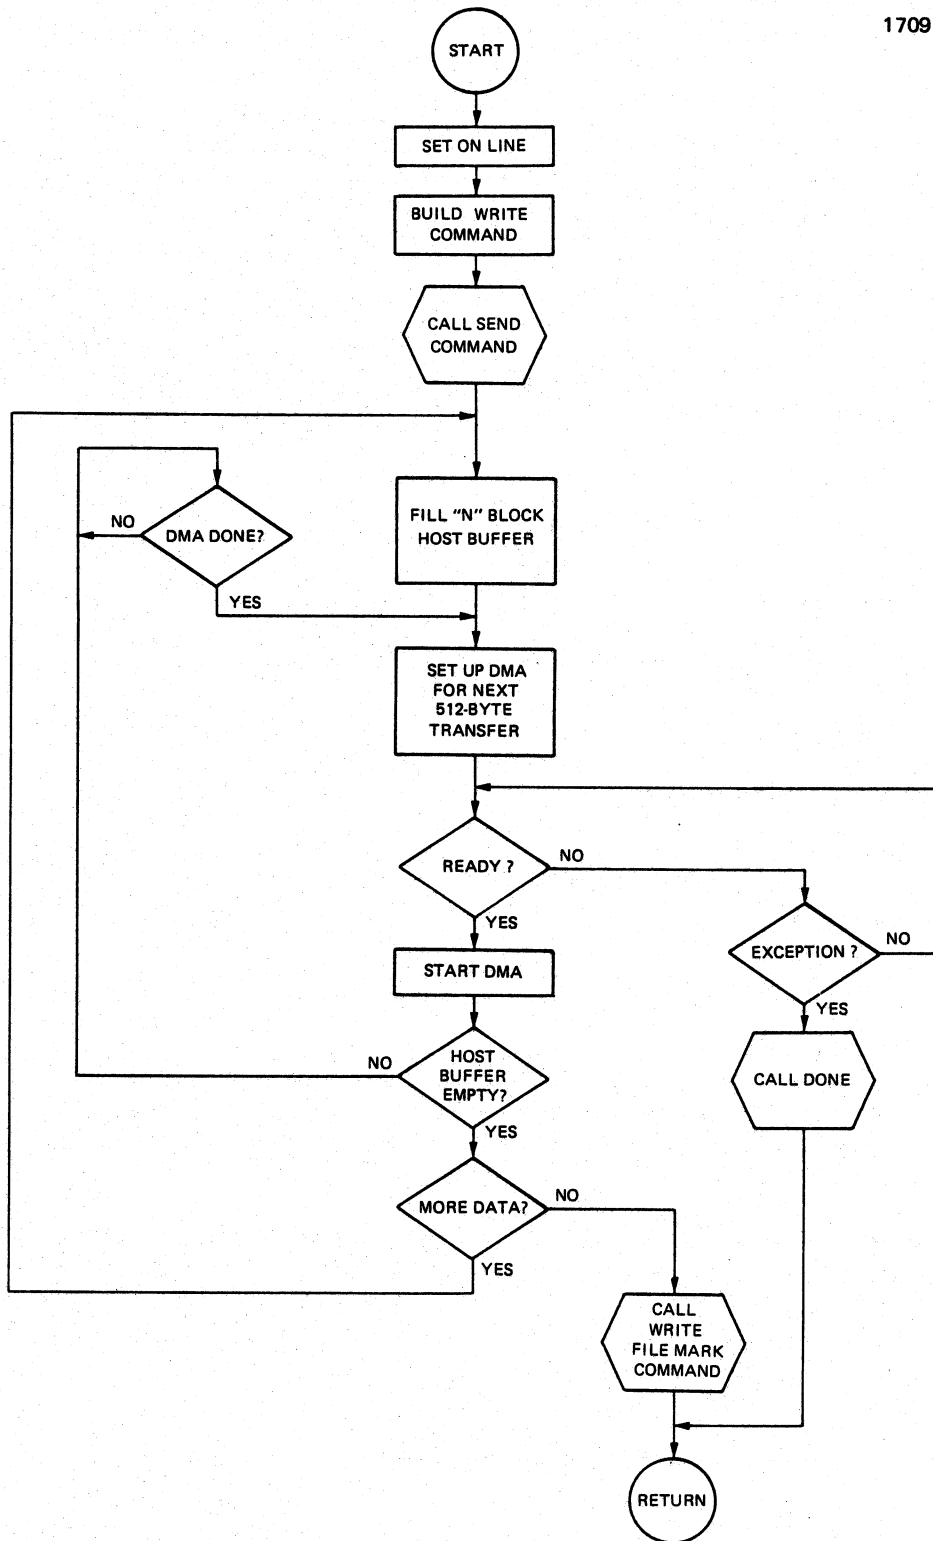 1709
START
SET ON LINE
BUILD WRITE
COMMAND
CALL SEND
COMMAND
FILL "N" BLOCK
HOST BUFFER
NO
DMA DONE?
YES
SET UP DMA
FOR NEXT
512-BYTE
TRANSFER
READY ?
NO
YES
EXCEPTION ?
NO
YES
START DMA
NO
HOST
BUFFER
EMPTY?
YES
CALL DONE
MORE DATA?
NO
YES
CALL
WRITE
FILE MARK
COMMAND
RETURN